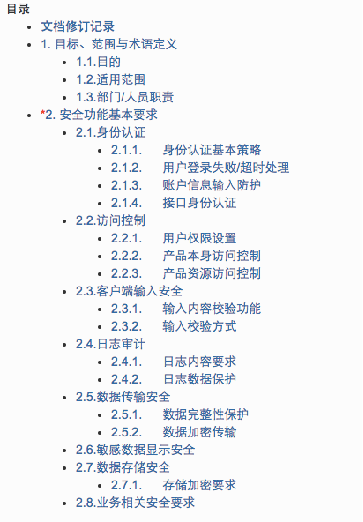 目录
文档修订记录
1. 目标、范围与术语定义
1.1.目的
1.2.适用范围
1.3.部门/人员职责
*2. 安全功能基本要求
2.1.身份认证
2.1.1. 身份认证基本策略
2.1.2. 用户登录失败/超时处理
2.1.3. 账户信息输入防护
2.1.4. 接口身份认证
2.2.访问控制
2.2.1. 用户权限设置
2.2.2. 产品本身访问控制
2.2.3. 产品资源访问控制
2.3.客户端输入安全
2.3.1. 输入内容校验功能
2.3.2. 输入校验方式
2.4.日志审计
2.4.1. 日志内容要求
2.4.2. 日志数据保护
2.5.数据传输安全
2.5.1. 数据完整性保护
2.5.2. 数据加密传输
2.6.敏感数据显示安全
2.7.数据存储安全
2.7.1. 存储加密要求
2.8.业务相关安全要求